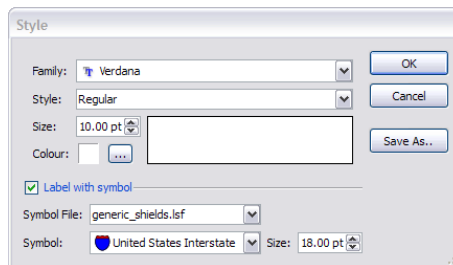 Style
Family: Verdana
OK
Style: Regular
Cancel
Size: 10.00 pt
Save As..
Colour: ...
Label with symbol
Symbol File: generic_shields.lsf
Symbol: United States Interstate Size: 18.00 pt